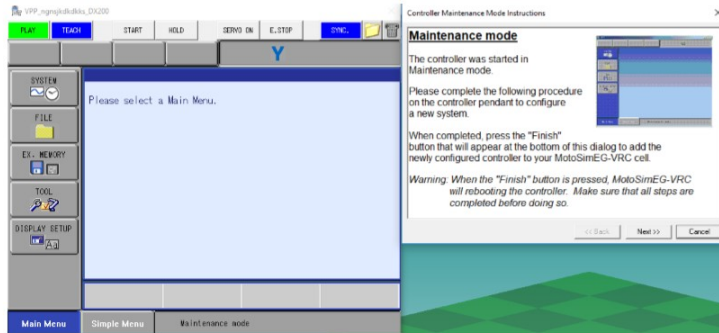 DX200
PLAY TEACH START HOLD SERVO ON E.STOP SYNC.
Y
SYSTEM
FILE
EX. MEMORY
TOOL
DISPLAY SETUP
Please select a Main Menu.
Main Menu Simple Menu Maintenance mode
Controller Maintenance Mode Instructions
Maintenance mode
The controller was started in
Maintenance mode.
Please complete the following procedure
on the controller pendant to configure
a new system.
When completed, press the "Finish"
button that will appear at the bottom of this dialog to add the
newly configured controller to your MotoSimEG-VRC cell.
Warning: When the "Finish" button is pressed, MotoSimEG-VRC
will rebooting the controller. Make sure that all steps are
completed before doing so.
<< Back Next >> Cancel